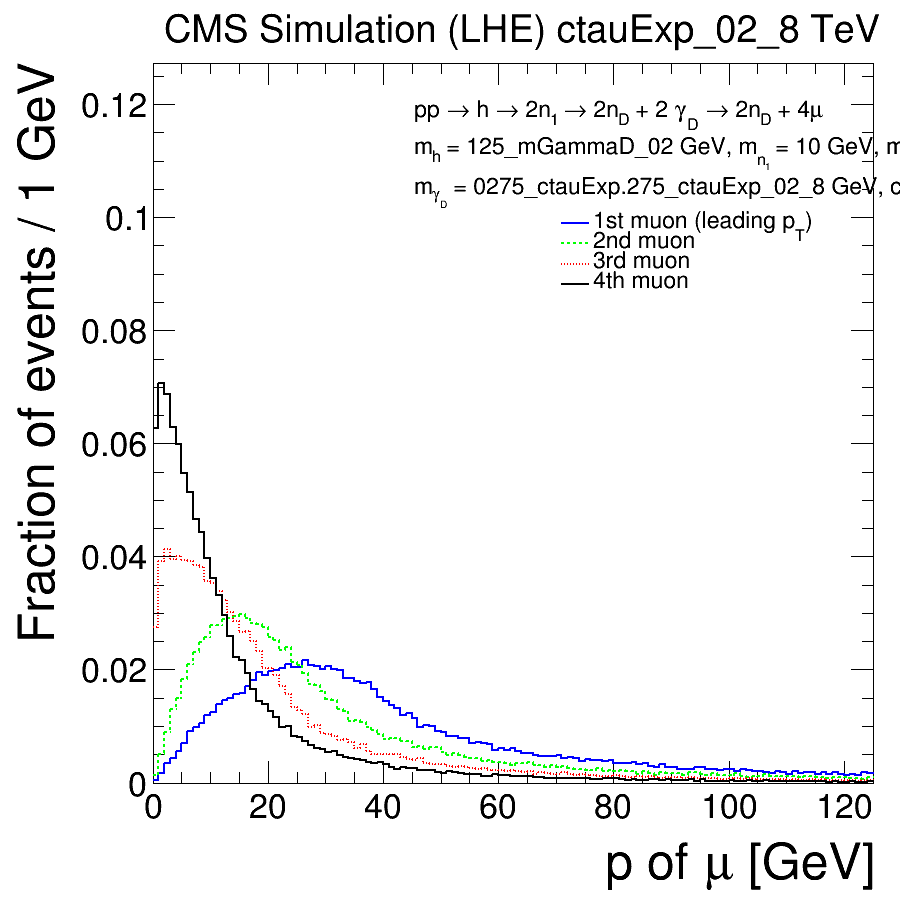 CMS Simulation (LHE) ctauExp_02_8 TeV
Fraction of events / 1 GeV
0.12
0.1
0.08
0.06
0.04
0.02
0
pp → h → 2n1 → 2nD + 2 γD → 2nD + 4μ
mh = 125_mGammaD_02 GeV, mn1 = 10 GeV, m
mγD = 0275_ctauExp.275_ctauExp_02_8 GeV, c
1st muon (leading pT)
2nd muon
3rd muon
4th muon
0 20 40 60 80 100 120
p of μ [GeV]